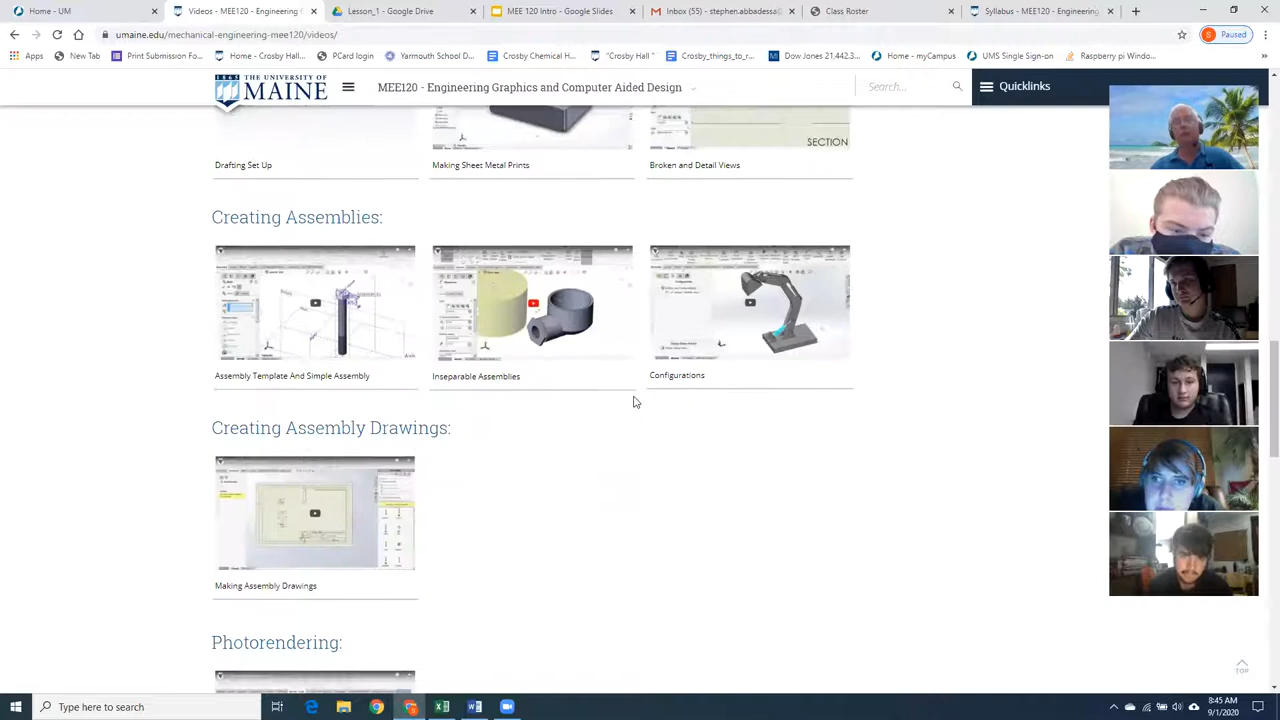 Home - UM
Videos - MEE120 - Engineering
Lesson_1 - Google Drive
MEE 120 Intro - Google Slides
Inbox (55) - stephen.abbadessa@
Class Roster
Syllabus - MEE120 - Engineering
umaine.edu/mechanical-engineering-mee120/videos/
S Paused
Apps
New Tab
Print Submission For...
Home - Crosby Hall...
PCard login
Yarmouth School D...
Crosby Chemical H...
"Crosby Hall "
Crosby_things_to_r...
Dow Jones 21,442.3...
Home - myCampus
UMS Single Sign-on
Raspberry pi Windo...
1865 THE UNIVERSITY OF
MAINE
MEE120 - Engineering Graphics and Computer Aided Design
Search...
Quicklinks
SECTION
Drafting Set Up
Making Sheet Metal Prints
Broken and Detail Views
Creating Assemblies:
Assembly Template And Simple Assembly
Inseparable Assemblies
Configurations
Creating Assembly Drawings:
Making Assembly Drawings
Photorendering:
TOP
Type here to search
8:45 AM
9/1/2020